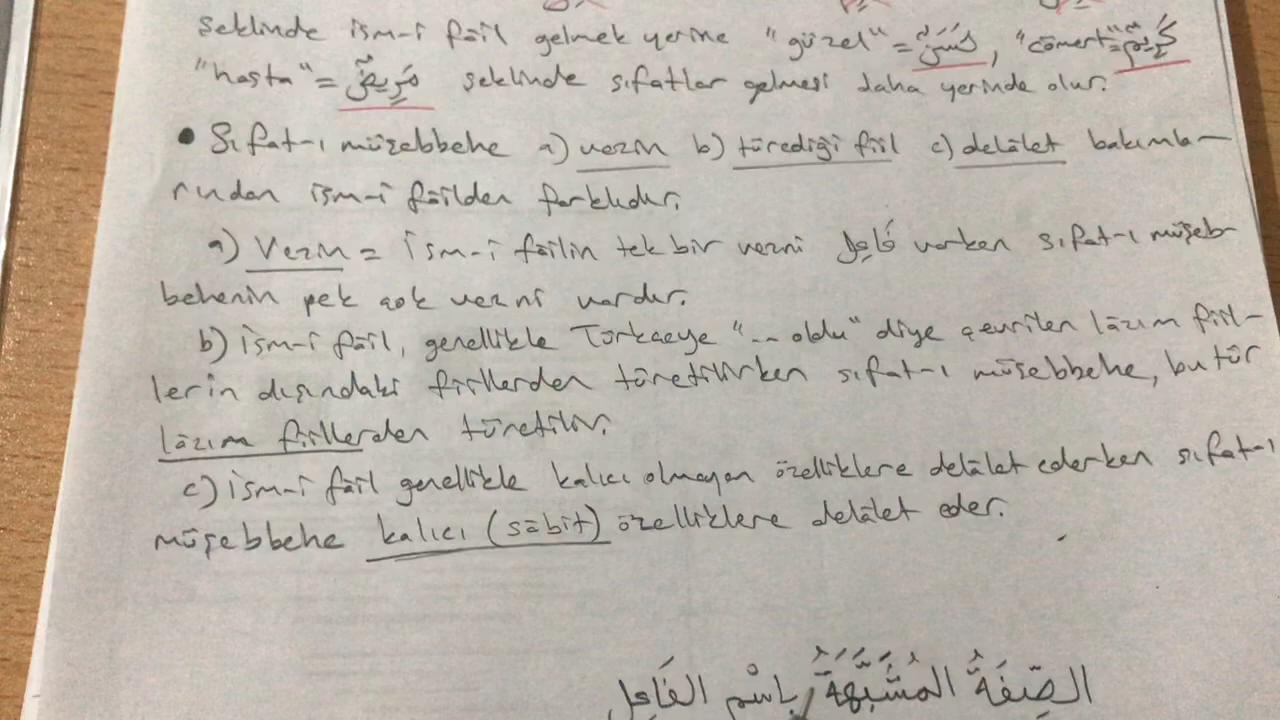 şeklinde ism-i fâil gelmek yerine "güzel" = حَسَنٌ, "cömert" = كَرِيمٌ
"hasta" = مَرِيضٌ şeklinde sıfatlar gelmesi daha yerinde olur.
• Sıfat-ı müşebbehe a) vezin b) türediği fiil c) delâlet bakımla-
rından ism-i fâilden farklıdır.
a) Vezin = İsm-i fâilin tek bir vezni فَاعِل varken sıfat-ı müşeb-
behenin pek çok vezni vardır.
b) İsm-i fâil, genellikle Türkçeye "... oldu" diye çevrilen lâzım fiil-
lerin dışındaki fiillerden türetilirken sıfat-ı müşebbehe, bu tür
lâzım fiillerden türetilir.
c) İsm-i fâil genellikle kalıcı olmayan özelliklere delâlet ederken sıfat-ı
müşebbehe kalıcı (sâbit) özelliklere delâlet eder.
الصِّفَةُ المُشَبَّهَةُ بِاسْمِ الفَاعِلِ